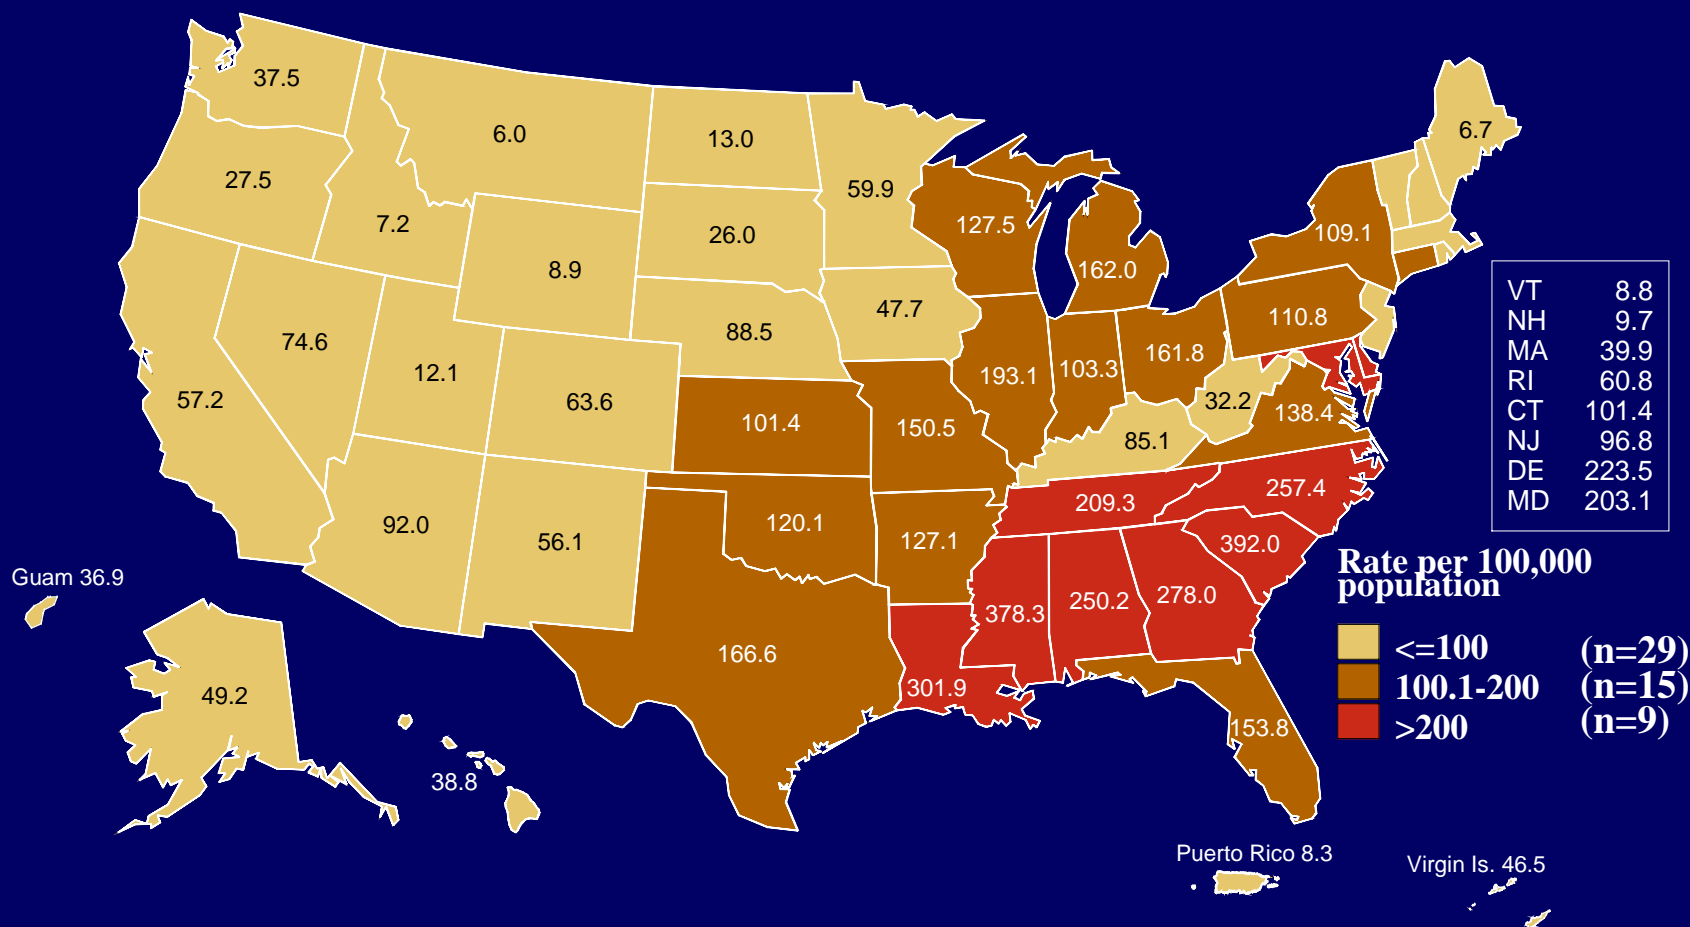 37.5
6.0
13.0
6.7
27.5
59.9
7.2
127.5
109.1
26.0
8.9
162.0
VT 8.8
NH 9.7
MA 39.9
RI 60.8
CT 101.4
NJ 96.8
DE 223.5
MD 203.1
47.7
110.8
88.5
74.6
161.8
103.3
193.1
12.1
57.2
63.6
32.2
138.4
101.4
150.5
85.1
209.3
257.4
92.0
120.1
127.1
56.1
392.0
Rate per 100,000
population
<=100 (n=29)
100.1-200 (n=15)
>200 (n=9)
Guam 36.9
378.3
250.2
278.0
166.6
301.9
49.2
153.8
38.8
Puerto Rico 8.3
Virgin Is. 46.5